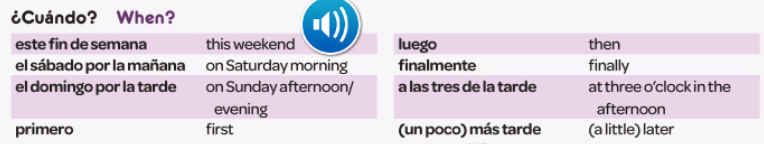 ¿Cuándo? When?
este fin de semana this weekend
el sábado por la mañana on Saturday morning
el domingo por la tarde on Sunday afternoon/
evening
primero first
luego then
finalmente finally
a las tres de la tarde at three o'clock in the
afternoon
(un poco) más tarde (a little) later